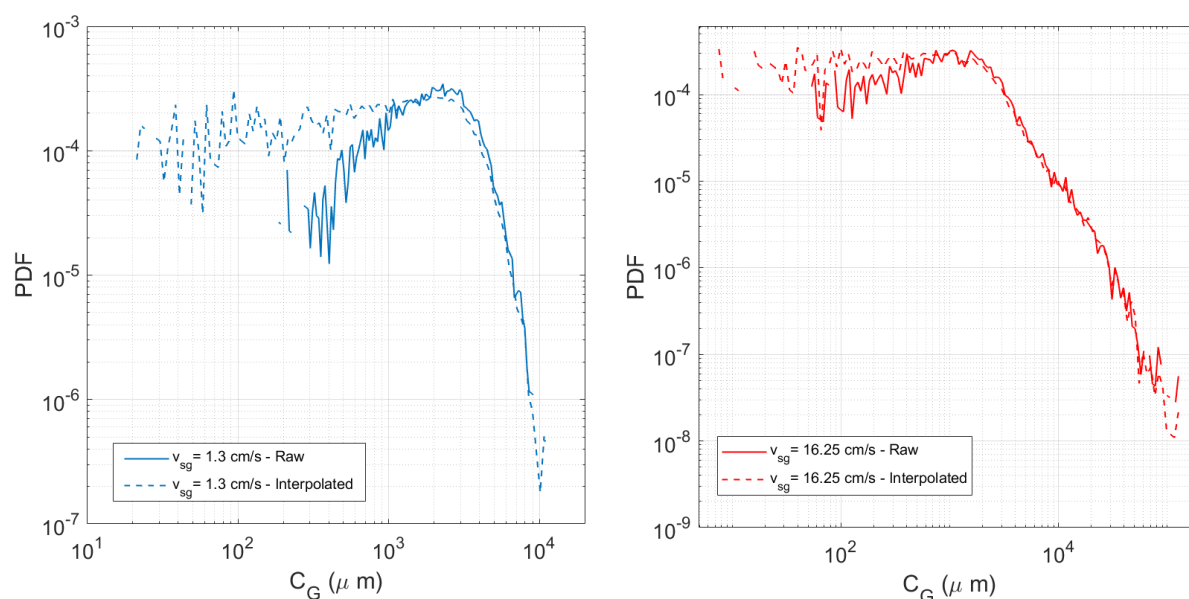 10^-3
10^-4
10^-5
10^-6
10^-7
PDF
10^1
10^2
10^3
10^4
C_G (μ m)
v_sg= 1.3 cm/s - Raw
v_sg= 1.3 cm/s - Interpolated
10^-4
10^-5
10^-6
10^-7
10^-8
10^-9
PDF
10^2
10^4
C_G (μ m)
v_sg= 16.25 cm/s - Raw
v_sg= 16.25 cm/s - Interpolated